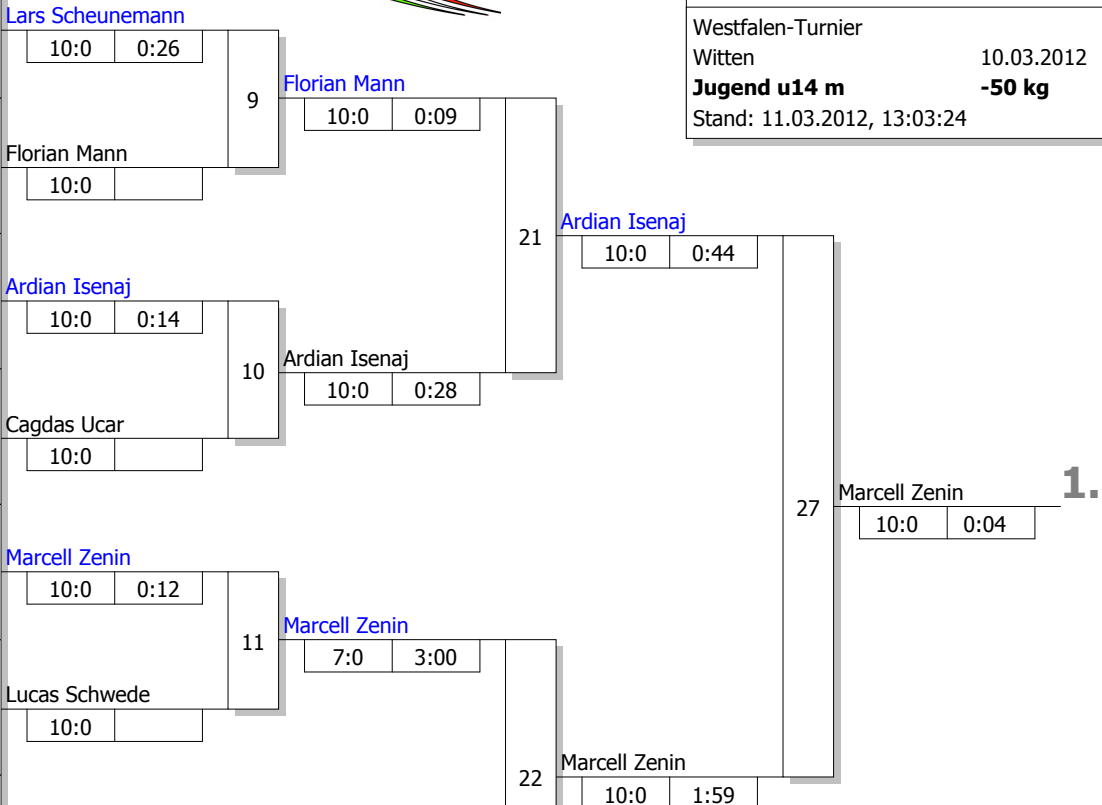 Lars Scheunemann
10:0 0:26
9
Florian Mann
10:0
Florian Mann
10:0 0:09
Westfalen-Turnier
Witten 10.03.2012
Jugend u14 m -50 kg
Stand: 11.03.2012, 13:03:24
21
Ardian Isenaj
10:0 0:44
Ardian Isenaj
10:0 0:14
10
Cagdas Ucar
10:0
Ardian Isenaj
10:0 0:28
27
Marcell Zenin
10:0 0:04
1.
Marcell Zenin
10:0 0:12
11
Lucas Schwede
10:0
Marcell Zenin
7:0 3:00
22
Marcell Zenin
10:0 1:59